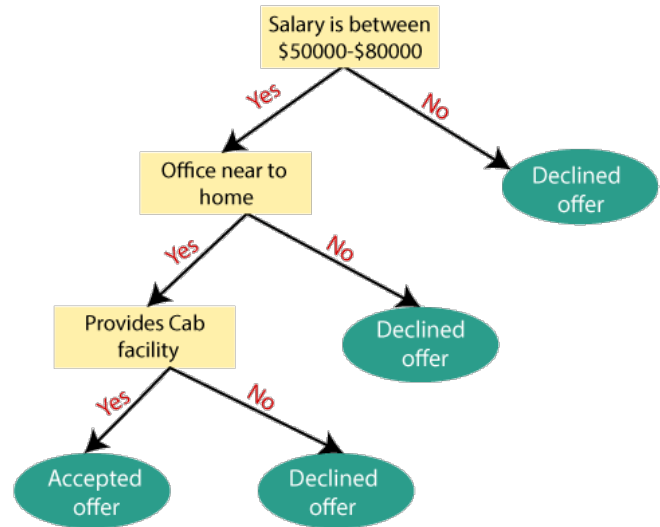 Salary is between
$50000-$80000
Yes
No
Office near to
home
Declined
offer
Yes
No
Provides Cab
facility
Declined
offer
Yes
No
Accepted
offer
Declined
offer